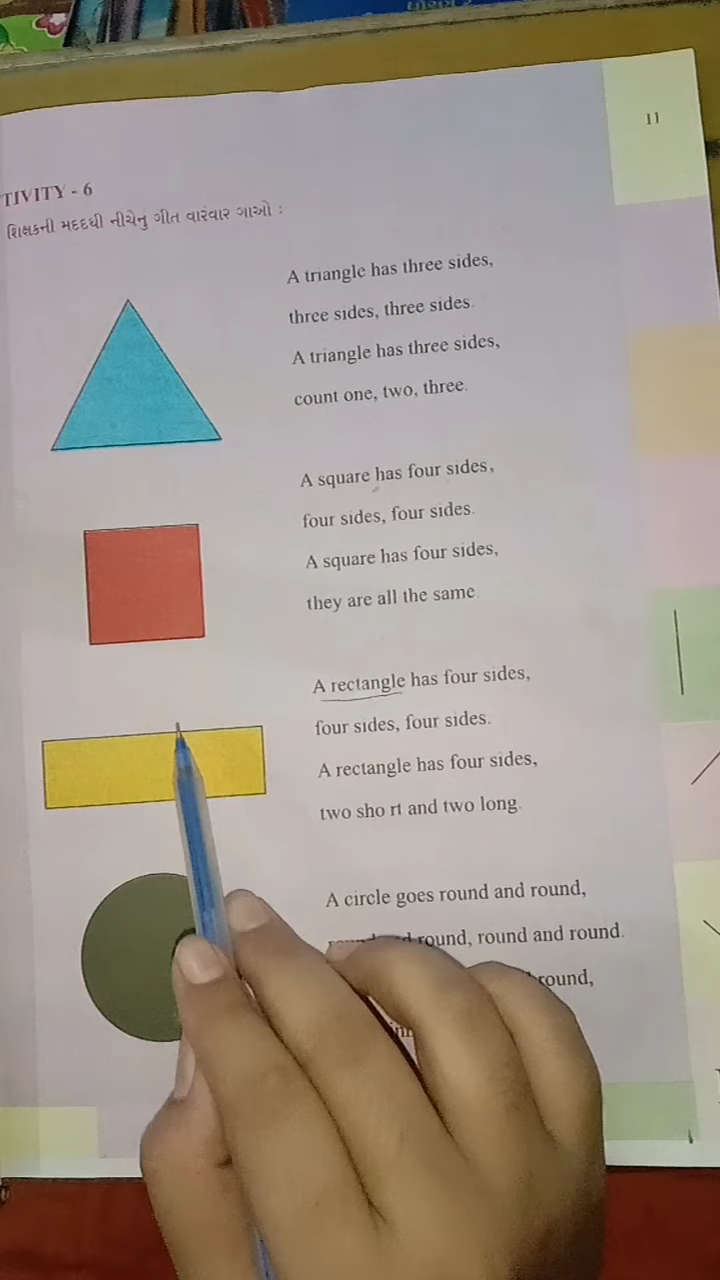 11
TIVITY - 6
શિક્ષકની મદદથી નીચેનું ગીત વારંવાર ગાઓ :
A triangle has three sides,
three sides, three sides.
A triangle has three sides,
count one, two, three.
A square has four sides,
four sides, four sides.
A square has four sides,
they are all the same.
A rectangle has four sides,
four sides, four sides.
A rectangle has four sides,
two sho rt and two long.
A circle goes round and round,
round, round and round.
round,